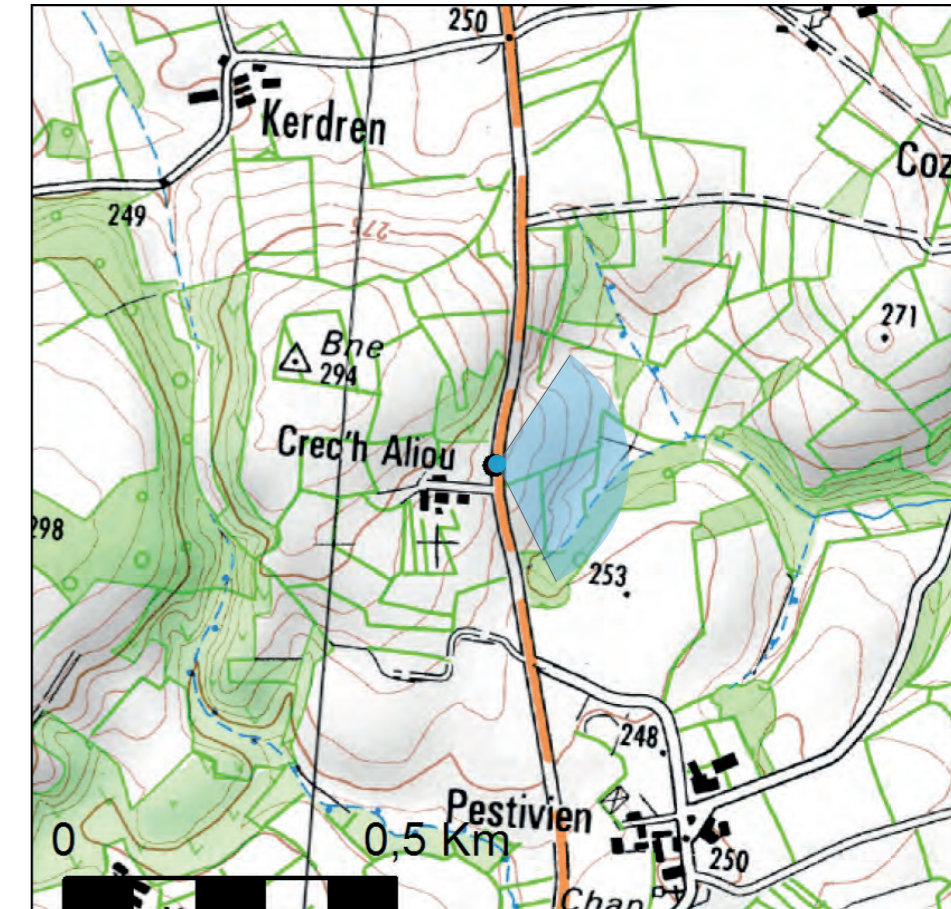 250
Kerdren
Coz
249
275
271
Bne
294
Crec'h Aliou
298
253
248
Pestivien
0 0,5 Km
250
Chap